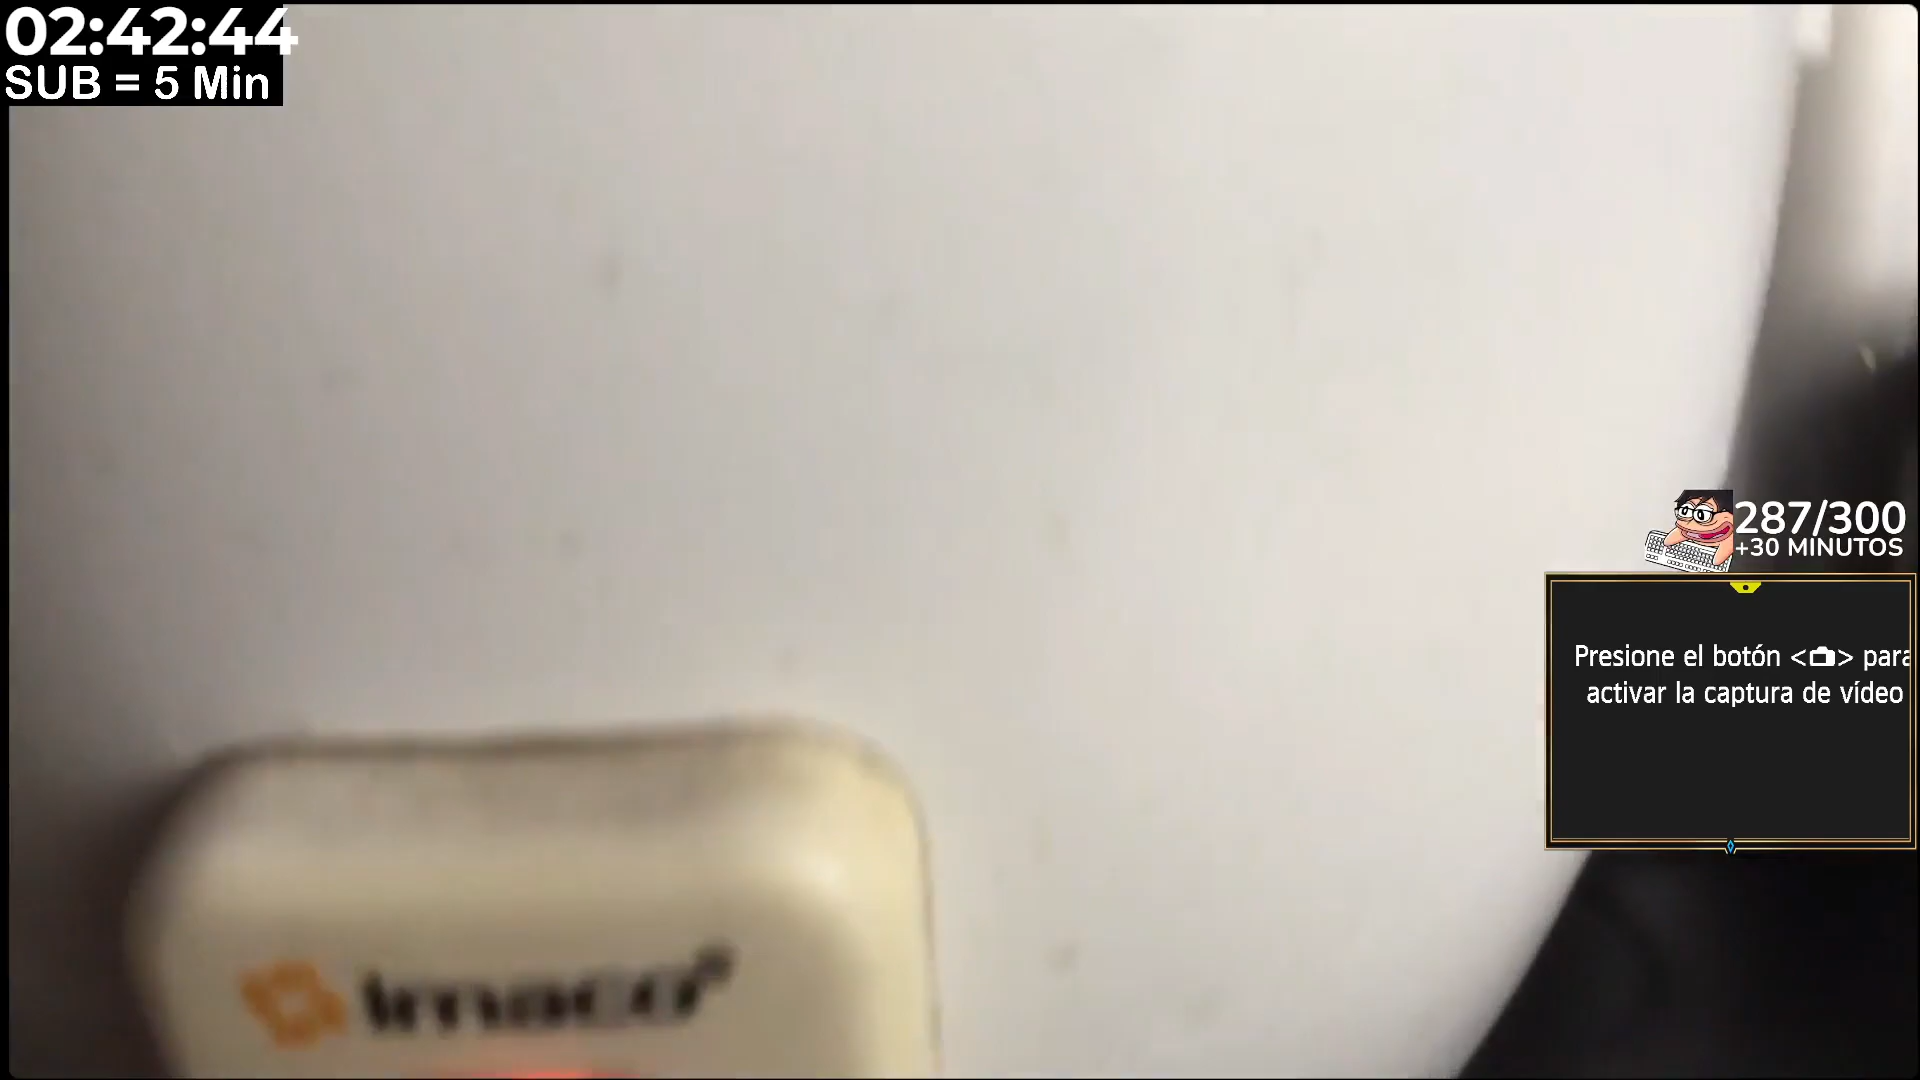 02:42:44
SUB = 5 Min
287/300
+30 MINUTOS
Presione el botón < > para
activar la captura de vídeo
imaco